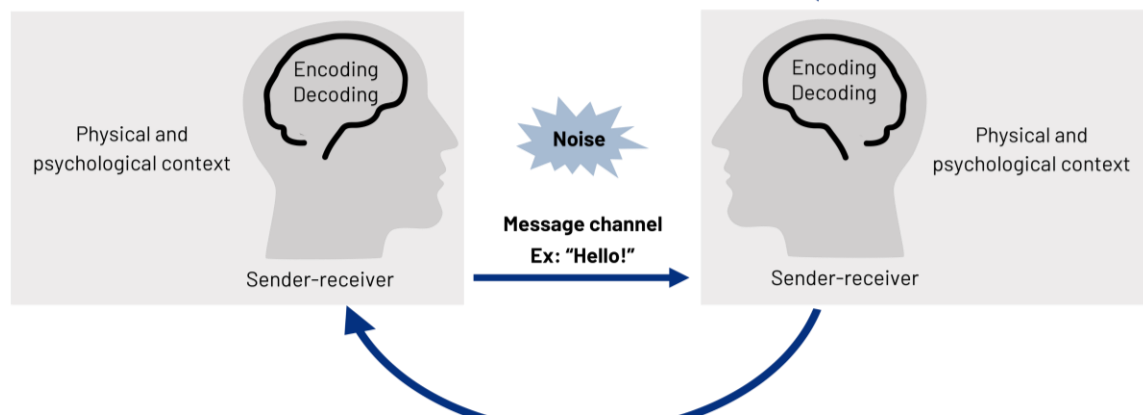 Encoding
Decoding
Physical and
psychological context
Sender-receiver
Noise
Message channel
Ex: “Hello!”
Encoding
Decoding
Physical and
psychological context
Sender-receiver